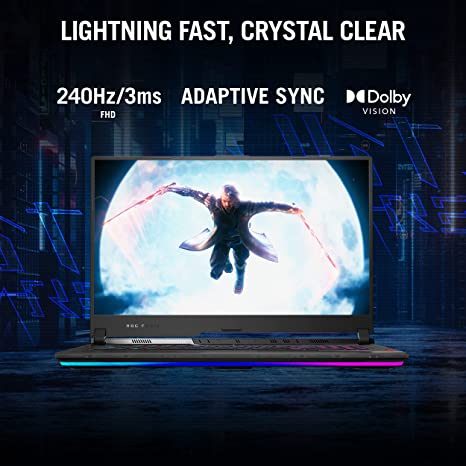 LIGHTNING FAST, CRYSTAL CLEAR
240Hz/3ms ADAPTIVE SYNC Dolby
FHD VISION